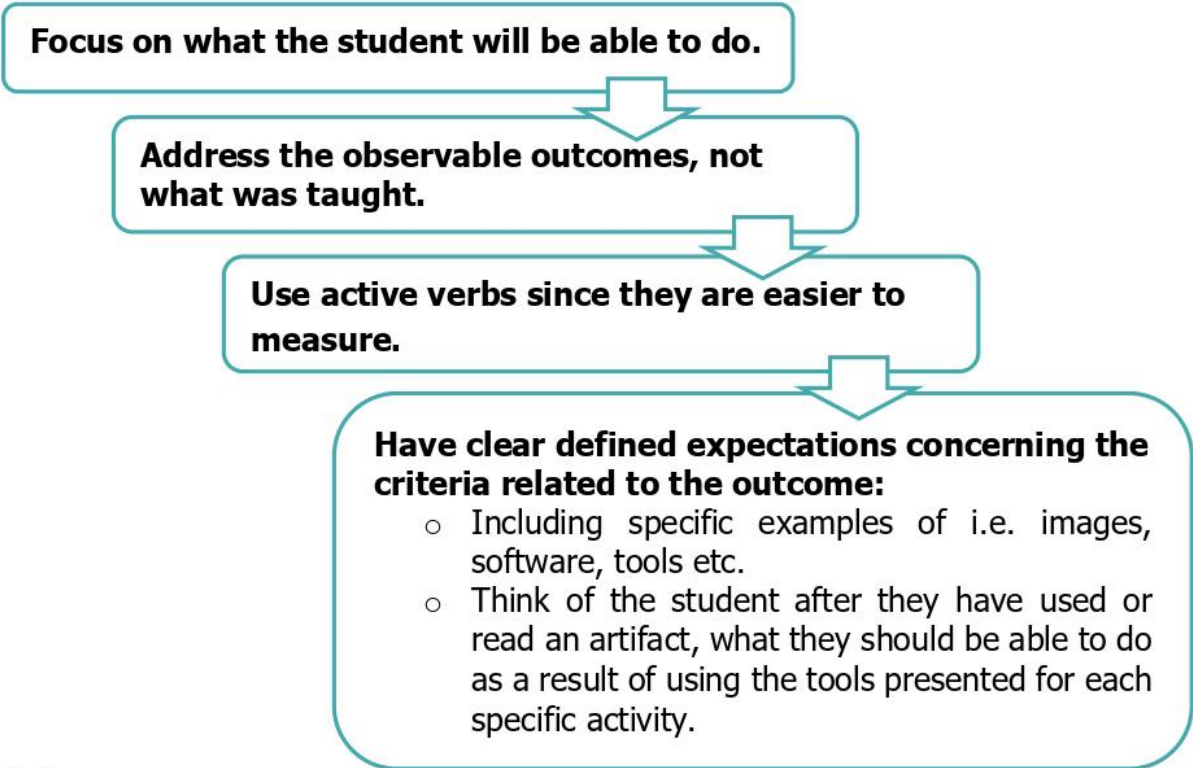 Focus on what the student will be able to do.
Address the observable outcomes, not
what was taught.
Use active verbs since they are easier to
measure.
Have clear defined expectations concerning the
criteria related to the outcome:
o Including specific examples of i.e. images,
software, tools etc.
o Think of the student after they have used or
read an artifact, what they should be able to do
as a result of using the tools presented for each
specific activity.